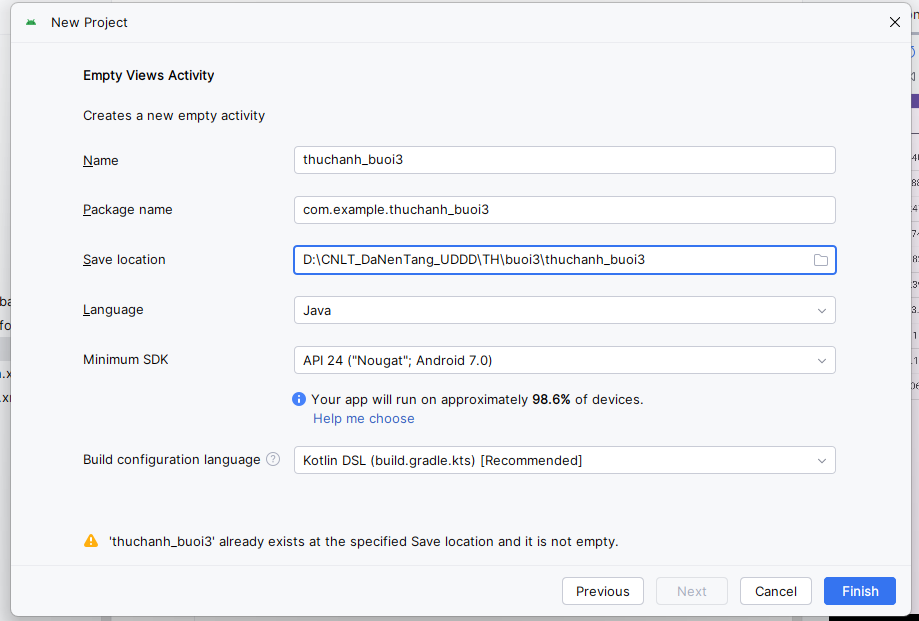 New Project
Empty Views Activity
Creates a new empty activity
Name
thuchanh_buoi3
Package name
com.example.thuchanh_buoi3
Save location
D:\CNLT_DaNenTang_UDDD\TH\buoi3\thuchanh_buoi3
Language
Java
Minimum SDK
API 24 ("Nougat"; Android 7.0)
Your app will run on approximately 98.6% of devices.
Help me choose
Build configuration language
Kotlin DSL (build.gradle.kts) [Recommended]
'thuchanh_buoi3' already exists at the specified Save location and it is not empty.
Previous
Next
Cancel
Finish